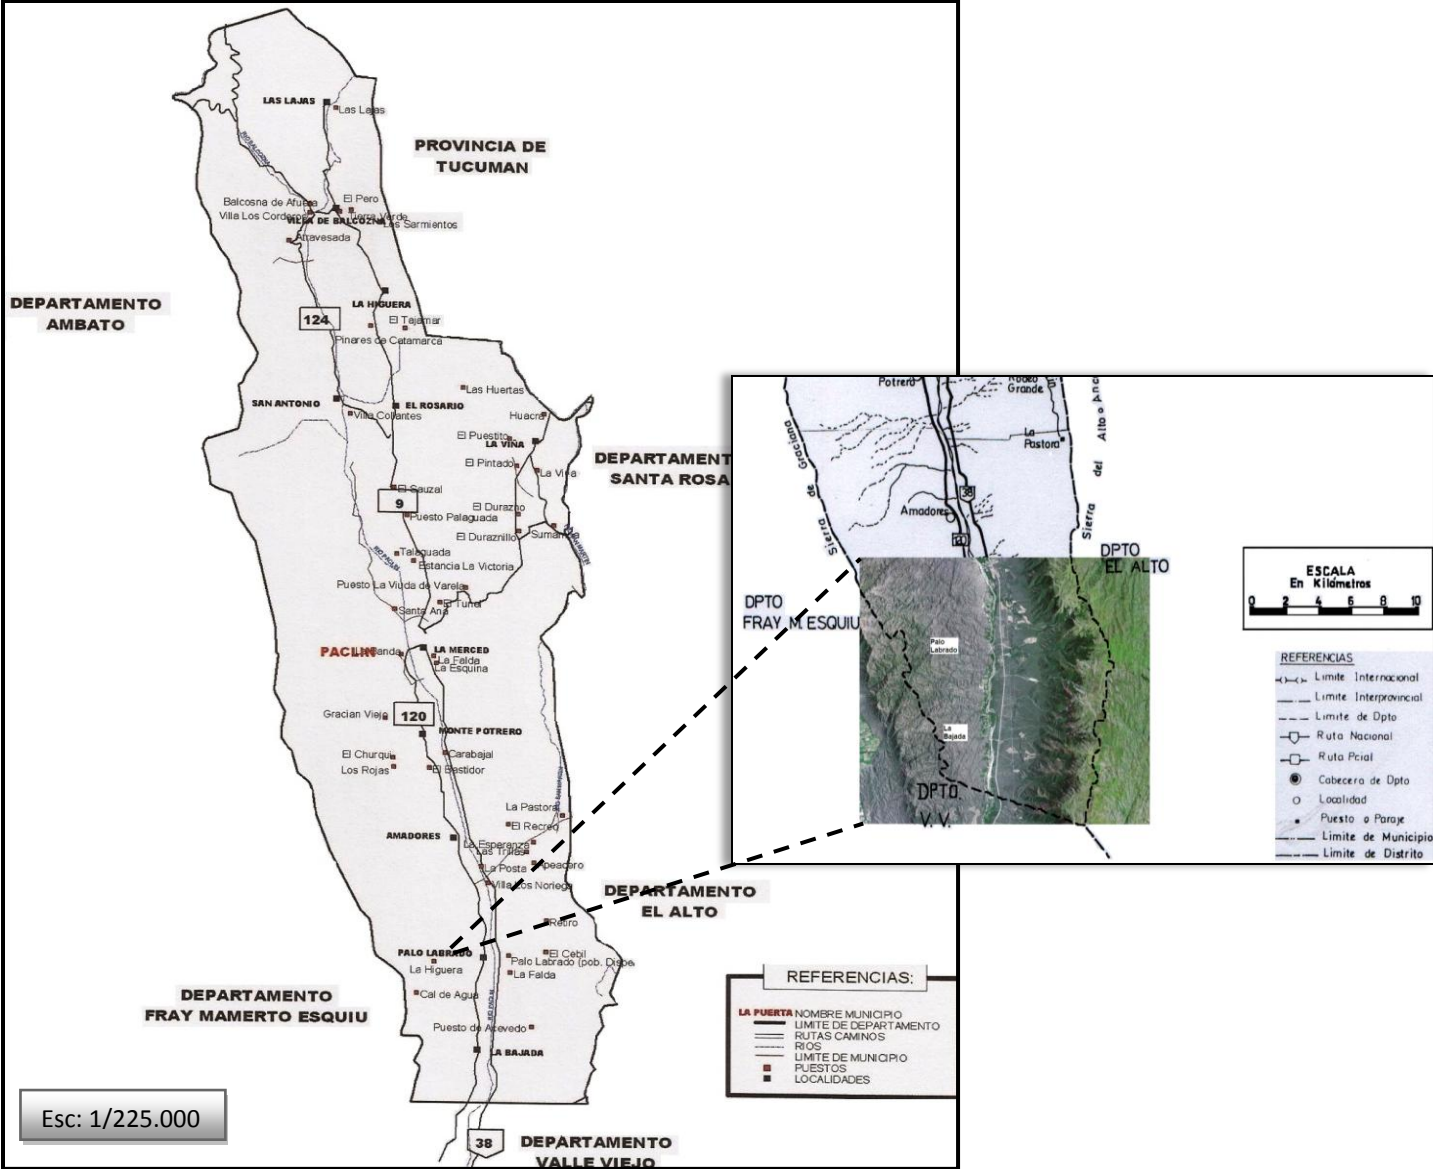 LAS LAJAS
Las Lajas
PROVINCIA DE
TUCUMAN
RIO BALCOZNA
Balcosna de Afuera
El Pero
Villa Los Corderos
Tierra Verde
VILLA DE BALCOZNA
Los Sarmientos
Atravesada
DEPARTAMENTO
AMBATO
LA HIGUERA
124
El Tajamar
Pinares de Catamarca
Las Huertas
SAN ANTONIO
EL ROSARIO
Villa Collantes
Huacra
El Puestito
LA VIÑA
El Pintado
La Viña
DEPARTAMENT
SANTA ROSA
El Sauzal
9
El Durazno
Puesto Palaguada
El Duraznillo
Sumampa
Talaguada
RIO PACLIN
Estancia La Victoria
Puesto La Viuda de Varela
El Tunel
Santa Ana
PACLIN
Banda
LA MERCED
La Falda
La Esquina
Gracian Viejo
120
MONTE POTRERO
El Churqui
Carabajal
Los Rojas
El Bastidor
La Pastora
El Recreo
AMADORES
La Esperanza
Las Trillas
La Posta
Apeadero
Villa Los Noriega
DEPARTAMENTO
EL ALTO
Retiro
PALO LABRADO
El Cebil
Palo Labrado (pob. Dispe.
La Higuera
La Falda
Cal de Agua
DEPARTAMENTO
FRAY MAMERTO ESQUIU
Puesto de Acevedo
LA BAJADA
Esc: 1/225.000
38
DEPARTAMENTO
VALLE VIEJO
REFERENCIAS:
LA PUERTA NOMBRE MUNICIPIO
LIMITE DE DEPARTAMENTO
RUTAS CAMINOS
RIOS
LIMITE DE MUNICIPIO
PUESTOS
LOCALIDADES
Potrero
Rodeo
Grande
La
Pastora
Sierra de Graciana
Sierra del Alto o Anc
38
Amadores
DPTO
EL ALTO
DPTO
FRAY M. ESQUIU
Palo
Labrado
La
Bajada
DPTO.
V. V.
ESCALA
En Kilómetros
0 2 4 6 8 10
REFERENCIAS
Limite Internacional
Limite Interprovincial
Limite de Dpto
Ruta Nacional
Ruta Pcial
Cabecera de Dpto
Localidad
Puesto o Paraje
Limite de Municipio
Limite de Distrito